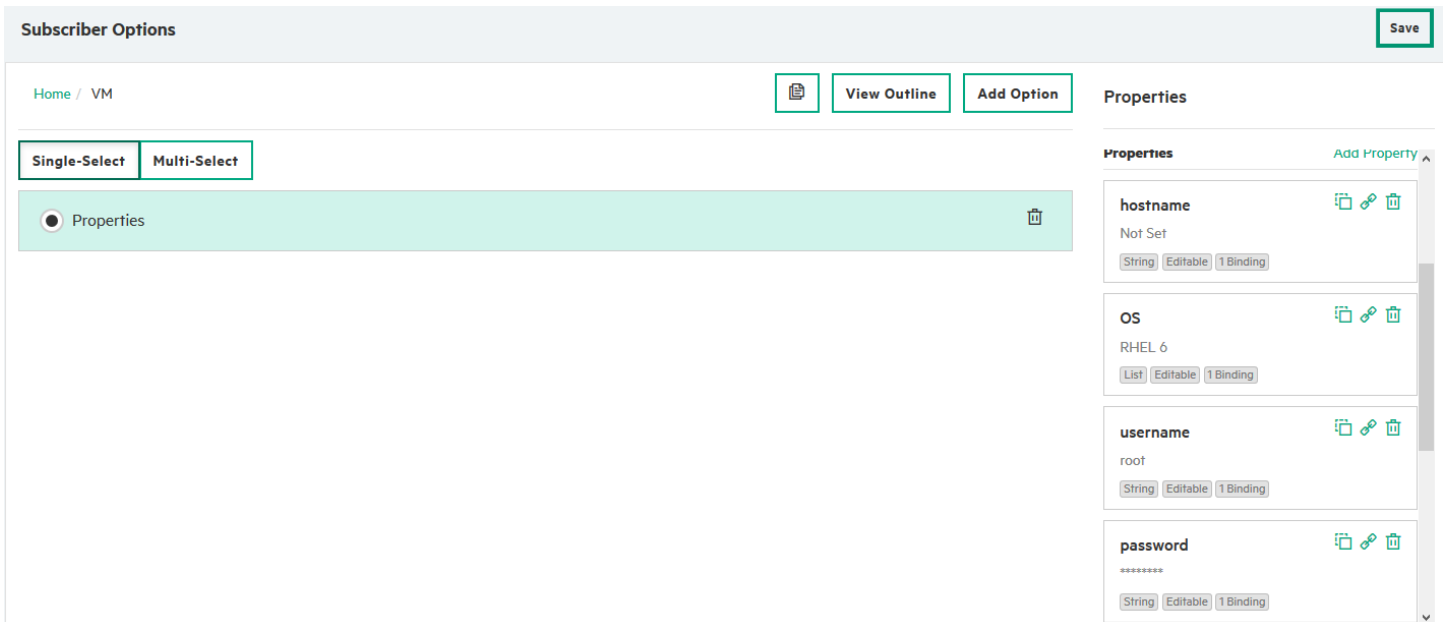 Subscriber Options
Save
Home / VM
View Outline
Add Option
Single-Select
Multi-Select
Properties
Properties
Properties
Add Property
hostname
Not Set
String Editable 1 Binding
OS
RHEL 6
List Editable 1 Binding
username
root
String Editable 1 Binding
password
********
String Editable 1 Binding